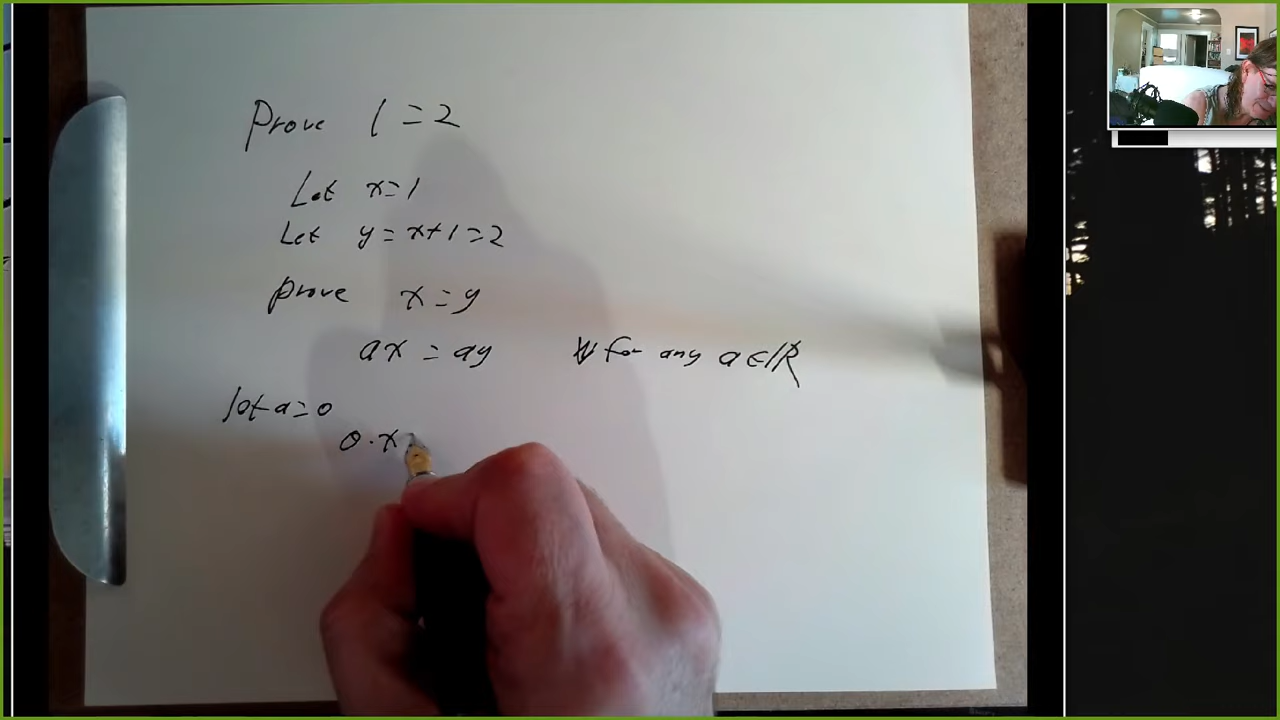 Prove 1=2
Let x=1
Let y=x+1=2
Prove x=y
ax = ay for any a∈ℝ
let a=0
0·x